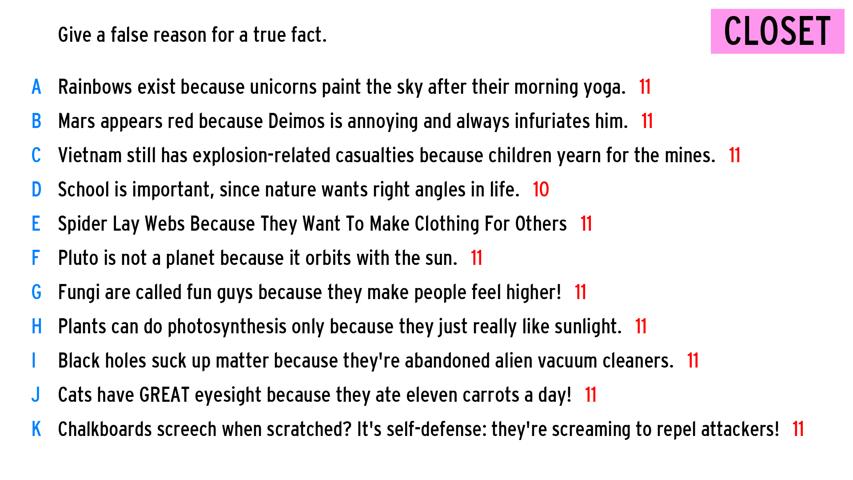 Give a false reason for a true fact.
CLOSET
A Rainbows exist because unicorns paint the sky after their morning yoga. 11
B Mars appears red because Deimos is annoying and always infuriates him. 11
C Vietnam still has explosion-related casualties because children yearn for the mines. 11
D School is important, since nature wants right angles in life. 10
E Spider Lay Webs Because They Want To Make Clothing For Others 11
F Pluto is not a planet because it orbits with the sun. 11
G Fungi are called fun guys because they make people feel higher! 11
H Plants can do photosynthesis only because they just really like sunlight. 11
I Black holes suck up matter because they're abandoned alien vacuum cleaners. 11
J Cats have GREAT eyesight because they ate eleven carrots a day! 11
K Chalkboards screech when scratched? It's self-defense: they're screaming to repel attackers! 11